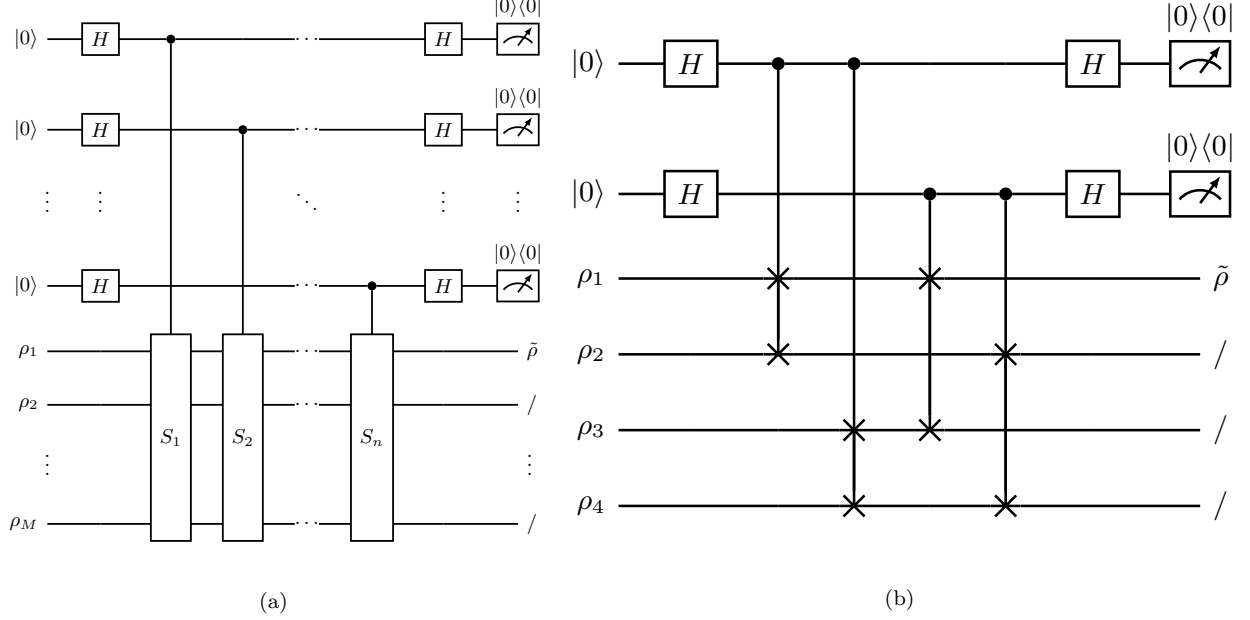 |0⟩⟨0|
|0⟩ H ⋯ H
|0⟩⟨0|
|0⟩ H ⋯ H
⋮ ⋮ ⋱ ⋮ ⋮
|0⟩⟨0|
|0⟩ H ⋯ H
ρ₁ ⋯ ρ̃
ρ₂ ⋯ /
S₁ S₂ Sₙ
⋮ ⋮
ρ_M ⋯ /
(a)
|0⟩⟨0|
|0⟩ H H
|0⟩⟨0|
|0⟩ H H
ρ₁ ρ̃
ρ₂ /
ρ₃ /
ρ₄ /
(b)